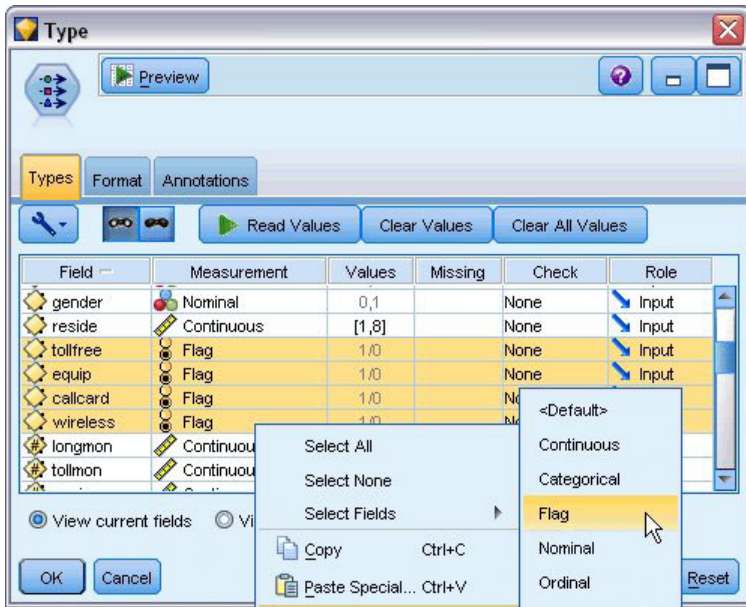 Type
Preview
Types Format Annotations
Read Values Clear Values Clear All Values
Field Measurement Values Missing Check Role
gender Nominal 0,1 None Input
reside Continuous [1,8] None Input
tollfree Flag 1/0 None Input
equip Flag 1/0 None Input
callcard Flag 1/0
wireless Flag 1/0
longmon
tollmon
View current fields
OK Cancel Reset
Select All
Select None
Select Fields
Copy Ctrl+C
Paste Special... Ctrl+V
<Default>
Continuous
Categorical
Flag
Nominal
Ordinal